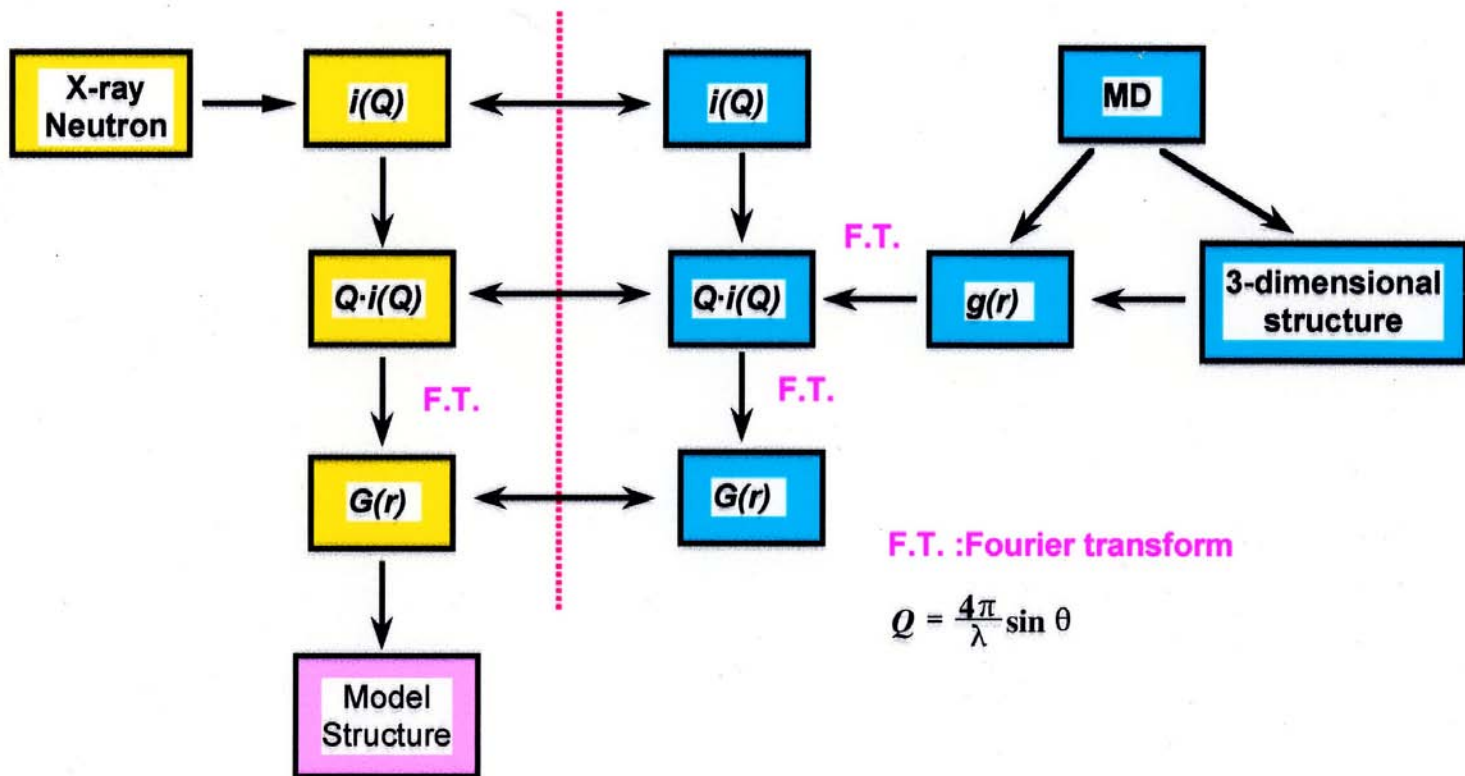 X-ray
Neutron
i(Q)
i(Q)
MD
F.T.
Q·i(Q)
Q·i(Q)
g(r)
3-dimensional
structure
F.T.
F.T.
G(r)
G(r)
F.T. :Fourier transform
Q = 4π/λ sin θ
Model
Structure